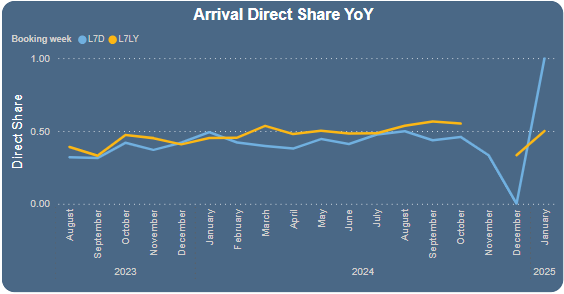 Arrival Direct Share YoY
Booking week L7D L7LY
1.00
0.50
0.00
Direct Share
August September October November December January February March April May June July August September October November December January
2023 2024 2025